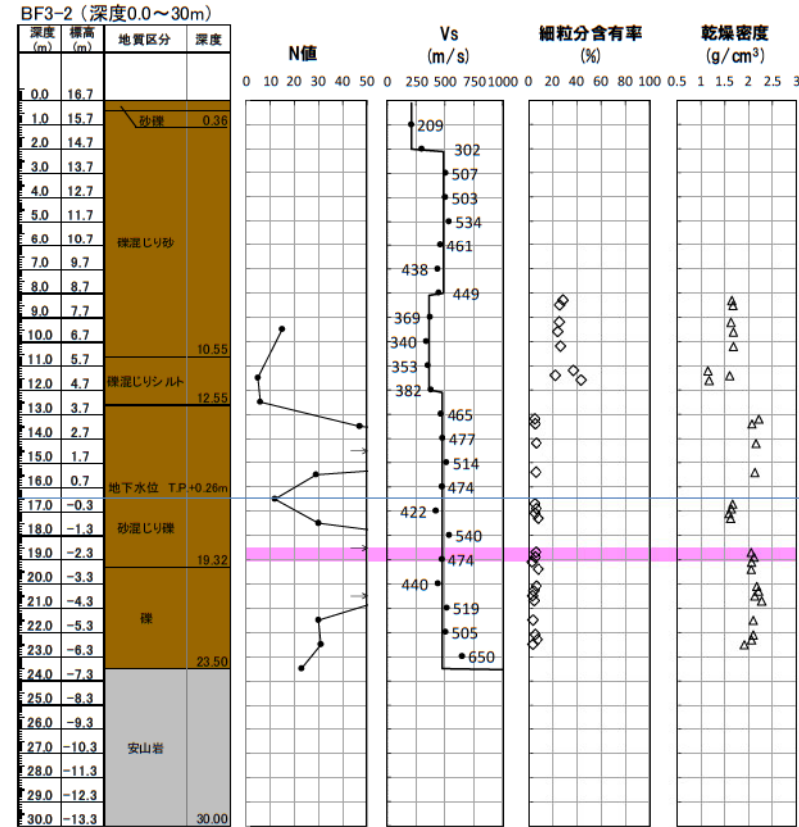 BF3-2（深度0.0～30m）
深度 標高 地質区分 深度
(m) (m)
N値
Vs
(m/s)
細粒分含有率
(%)
乾燥密度
(g/cm³)
0 10 20 30 40 50
0 250 500 750 1000
0 20 40 60 80 100
0.5 1 1.5 2 2.5 3
0.0 16.7
1.0 15.7 砂礫 0.36 209
2.0 14.7 302
3.0 13.7 507
4.0 12.7 503
5.0 11.7 534
6.0 10.7 礫混じり砂 461
7.0 9.7 438
8.0 8.7 449
9.0 7.7 369
10.0 6.7 10.55 340
11.0 5.7 353
12.0 4.7 礫混じりシルト 12.55 382
13.0 3.7 465
14.0 2.7 477
15.0 1.7 514
16.0 0.7 地下水位 T.P.+0.26m 474
17.0 -0.3 422
18.0 -1.3 砂混じり礫 540
19.0 -2.3 19.32 474
20.0 -3.3 440
21.0 -4.3 礫 519
22.0 -5.3 505
23.0 -6.3 23.50 650
24.0 -7.3
25.0 -8.3
26.0 -9.3
27.0 -10.3 安山岩
28.0 -11.3
29.0 -12.3
30.0 -13.3 30.00